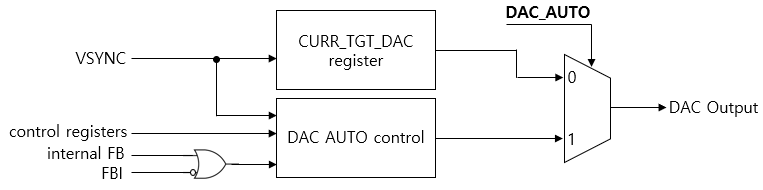 DAC_AUTO
CURR_TGT_DAC
register
VSYNC
0
DAC Output
control registers
DAC AUTO control
1
internal FB
FBI